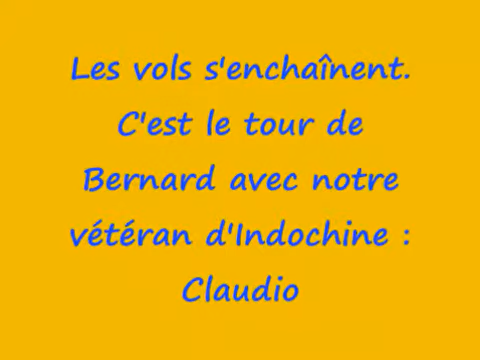 Les vols s'enchaînent.
C'est le tour de
Bernard avec notre
vétéran d'Indochine :
Claudio